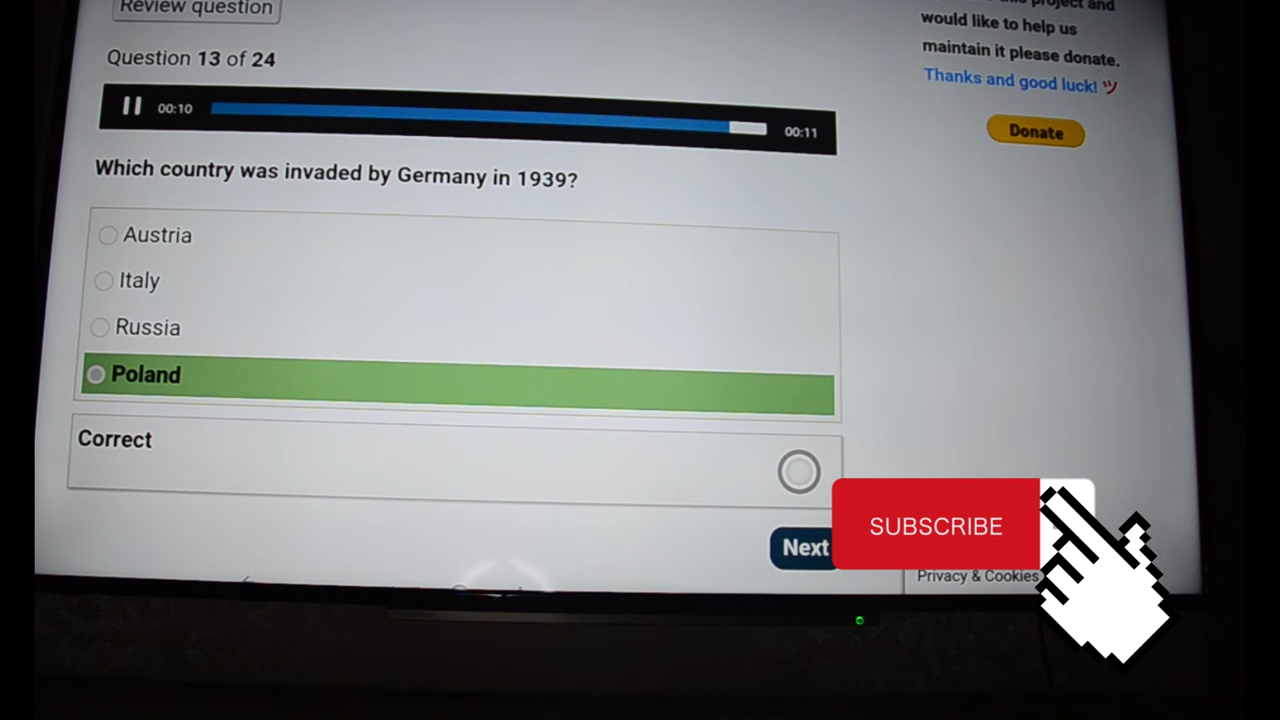 Review question
Question 13 of 24
00:10
00:11
Which country was invaded by Germany in 1939?
Austria
Italy
Russia
Poland
Correct
Next
project and
would like to help us
maintain it please donate.
Thanks and good luck! ツ
Donate
SUBSCRIBE
Privacy & Cookies